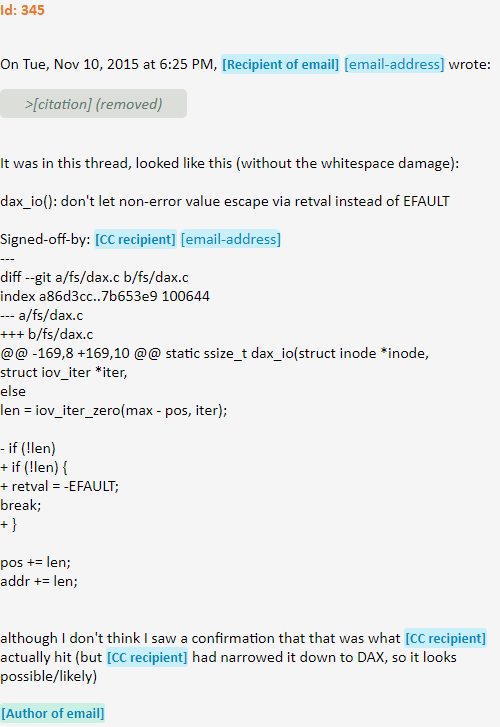 Id: 345
On Tue, Nov 10, 2015 at 6:25 PM, [Recipient of email] [email-address] wrote:
>[citation] (removed)
It was in this thread, looked like this (without the whitespace damage):
dax_io(): don't let non-error value escape via retval instead of EFAULT
Signed-off-by: [CC recipient] [email-address]
---
diff --git a/fs/dax.c b/fs/dax.c
index a86d3cc..7b653e9 100644
--- a/fs/dax.c
+++ b/fs/dax.c
@@ -169,8 +169,10 @@ static ssize_t dax_io(struct inode *inode,
struct iov_iter *iter,
else
len = iov_iter_zero(max - pos, iter);
- if (!len)
+ if (!len) {
+ retval = -EFAULT;
break;
+ }
pos += len;
addr += len;
although I don't think I saw a confirmation that that was what [CC recipient]
actually hit (but [CC recipient] had narrowed it down to DAX, so it looks
possible/likely)
[Author of email]